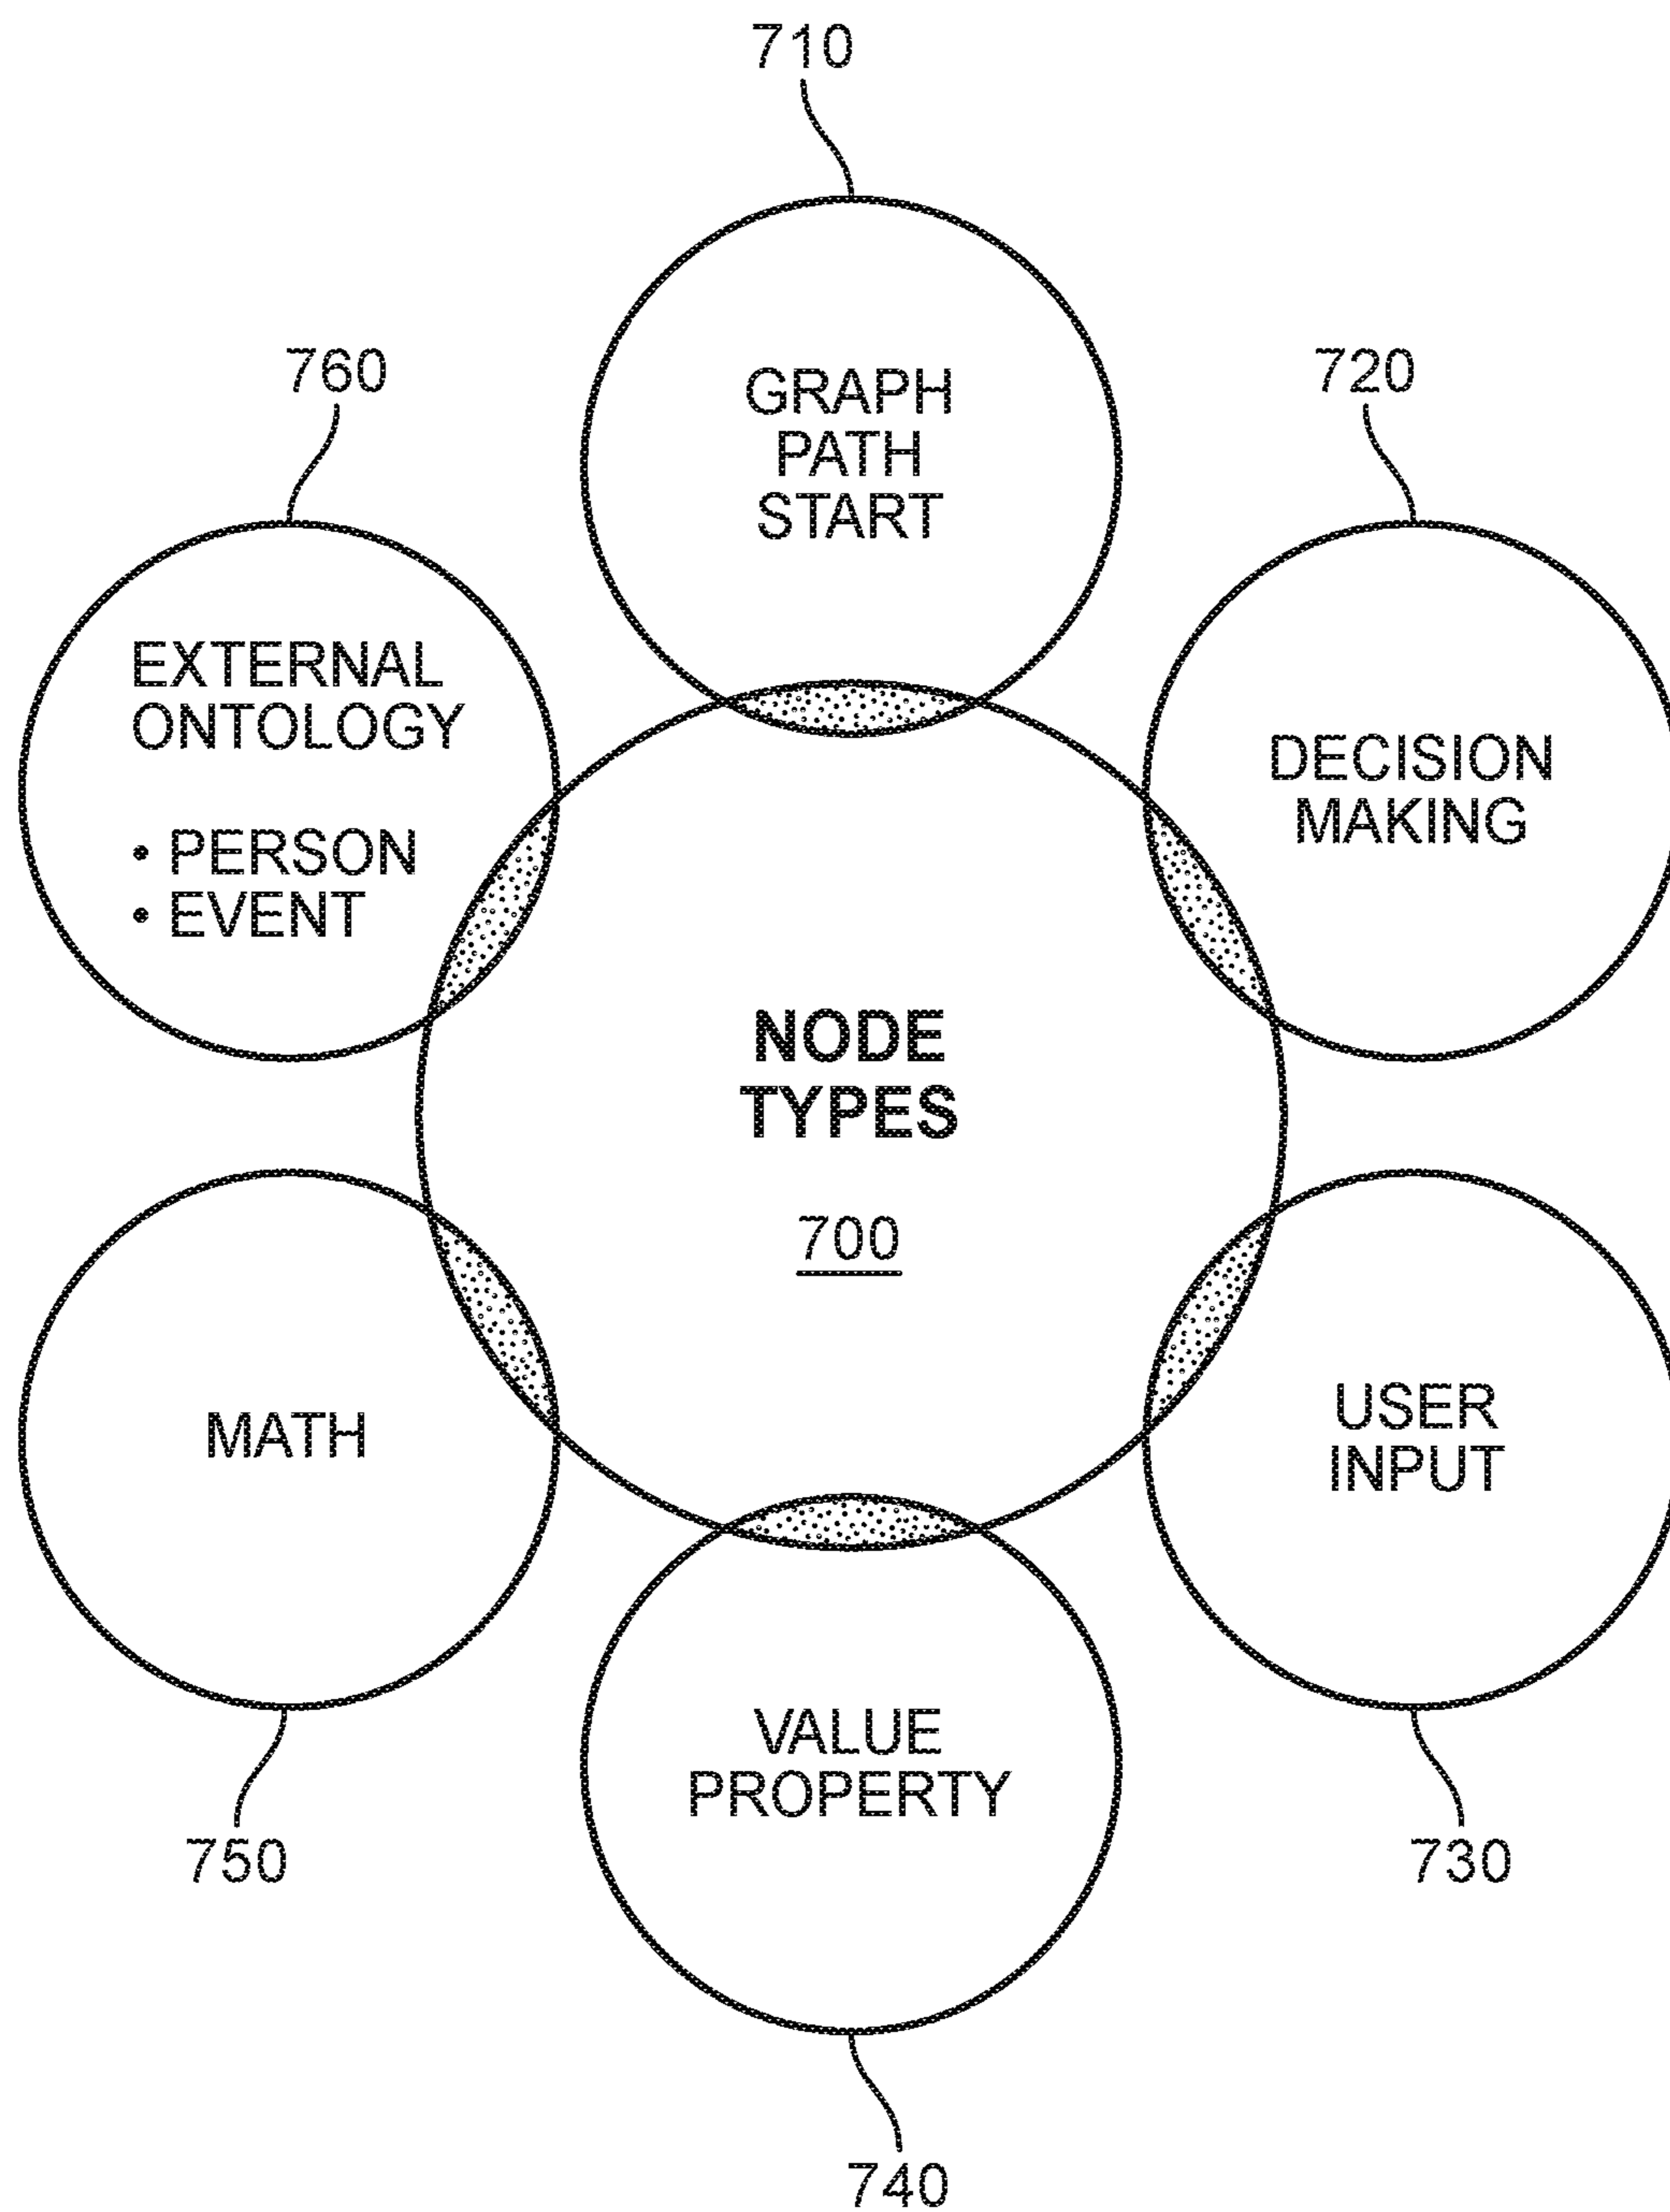 710
GRAPH
PATH
START
760
EXTERNAL
ONTOLOGY
• PERSON
• EVENT
720
DECISION
MAKING
NODE
TYPES
700
MATH
750
USER
INPUT
730
VALUE
PROPERTY
740